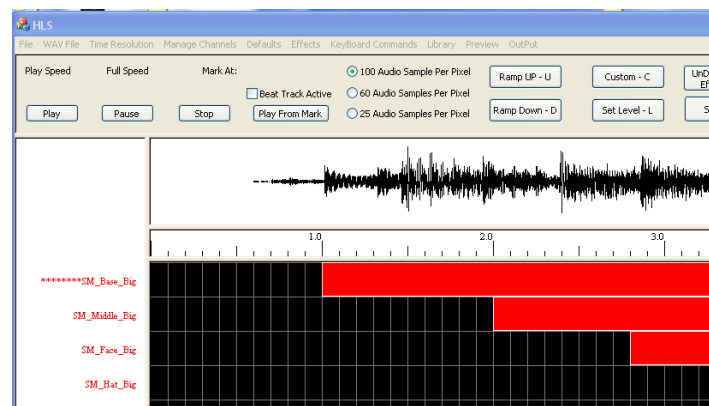 HLS
File WAV File Time Resolution Manage Channels Defaults Effects KeyBoard Commands Library Preview OutPut
Play Speed Full Speed Mark At: 100 Audio Sample Per Pixel Ramp UP - U Custom - C
Beat Track Active 60 Audio Samples Per Pixel
Play Pause Stop Play From Mark 25 Audio Samples Per Pixel Ramp Down - D Set Level - L
1.0 2.0 3.0
********SM_Base_Big
SM_Middle_Big
SM_Face_Big
SM_Hat_Big